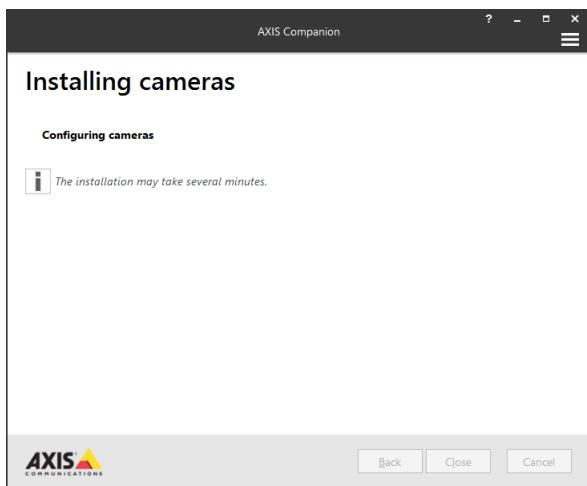 AXIS Companion
?
Installing cameras
Configuring cameras
i The installation may take several minutes.
AXIS
COMMUNICATIONS
Back Close Cancel